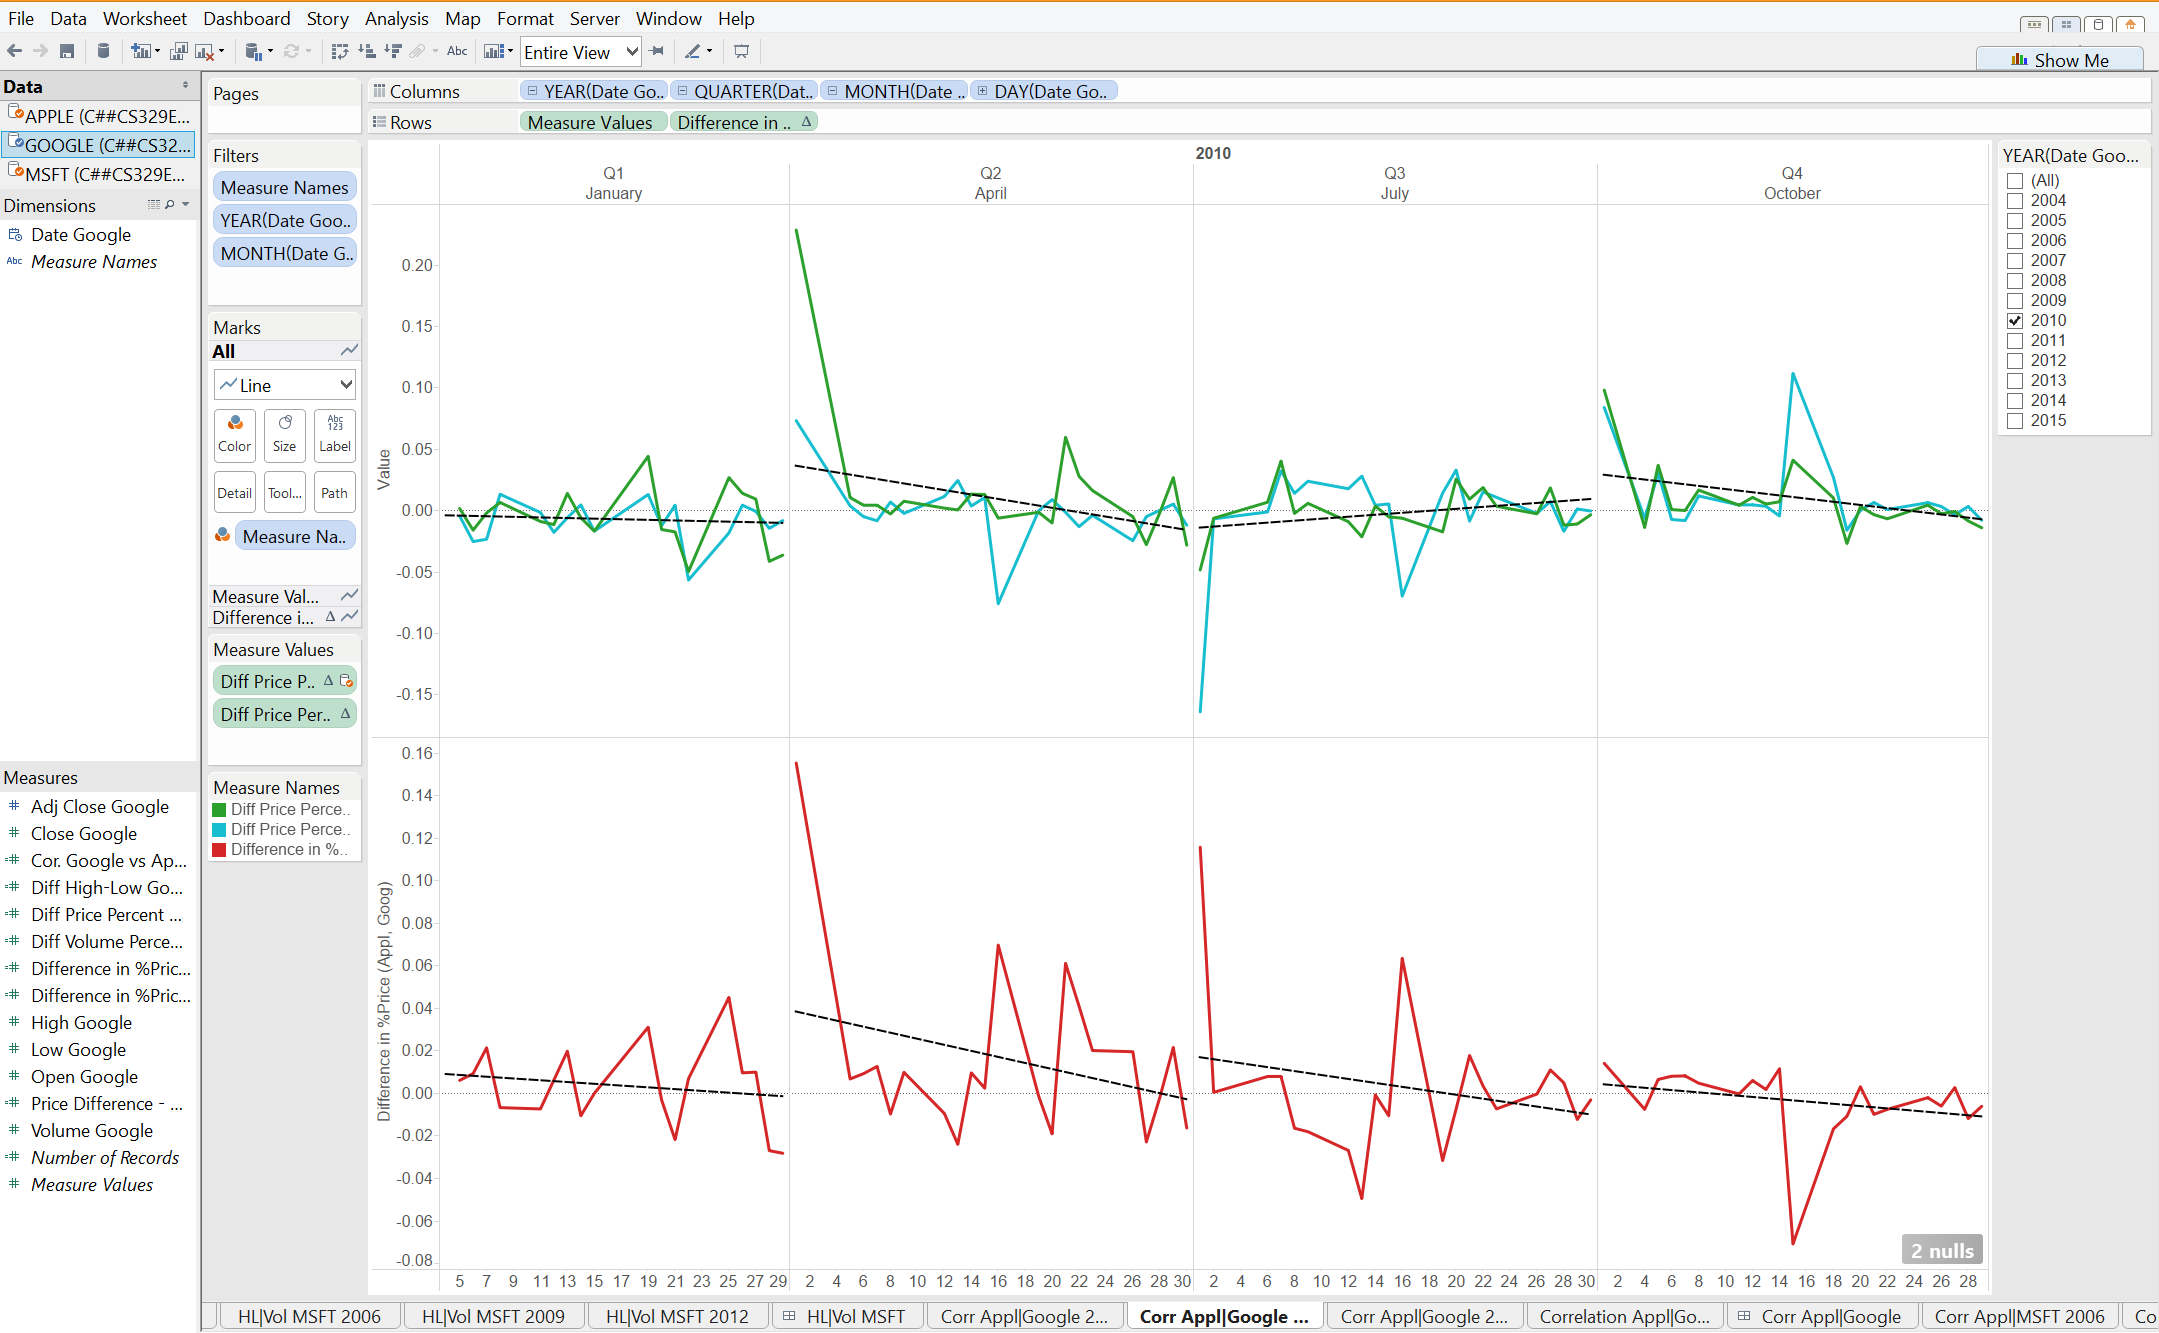 File Data Worksheet Dashboard Story Analysis Map Format Server Window Help
Abc Entire View
Show Me
Data
APPLE (C##CS329E...
GOOGLE (C##CS32...
MSFT (C##CS329E...
Dimensions
Date Google
Abc Measure Names
Measures
Adj Close Google
Close Google
Cor. Google vs Ap...
Diff High-Low Go...
Diff Price Percent ...
Diff Volume Perce...
Difference in %Pric...
Difference in %Pric...
High Google
Low Google
Open Google
Price Difference - ...
Volume Google
Number of Records
Measure Values
Pages
Filters
Measure Names
YEAR(Date Goo..
MONTH(Date G..
Marks
All
Line
Color Size Abc 123 Label
Detail Tool... Path
Measure Na..
Measure Val...
Difference i... Δ
Measure Values
Diff Price P.. Δ
Diff Price Per.. Δ
Measure Names
Diff Price Perce..
Diff Price Perce..
Difference in %..
Columns YEAR(Date Go.. QUARTER(Dat.. MONTH(Date .. DAY(Date Go..
Rows Measure Values Difference in .. Δ
2010
Q1 Q2 Q3 Q4
January April July October
Value
0.20
0.15
0.10
0.05
0.00
-0.05
-0.10
-0.15
Difference in %Price (Appl, Goog)
0.16
0.14
0.12
0.10
0.08
0.06
0.04
0.02
0.00
-0.02
-0.04
-0.06
-0.08
2 nulls
5 7 9 11 13 15 17 19 21 23 25 27 29 2 4 6 8 10 12 14 16 18 20 22 24 26 28 30 2 4 6 8 10 12 14 16 18 20 22 24 26 28 30 2 4 6 8 10 12 14 16 18 20 22 24 26 28
YEAR(Date Goo...
(All)
2004
2005
2006
2007
2008
2009
2010
2011
2012
2013
2014
2015
HL|Vol MSFT 2006 HL|Vol MSFT 2009 HL|Vol MSFT 2012 HL|Vol MSFT Corr Appl|Google 2... Corr Appl|Google ... Corr Appl|Google 2... Correlation Appl|Go... Corr Appl|Google Corr Appl|MSFT 2006 Co